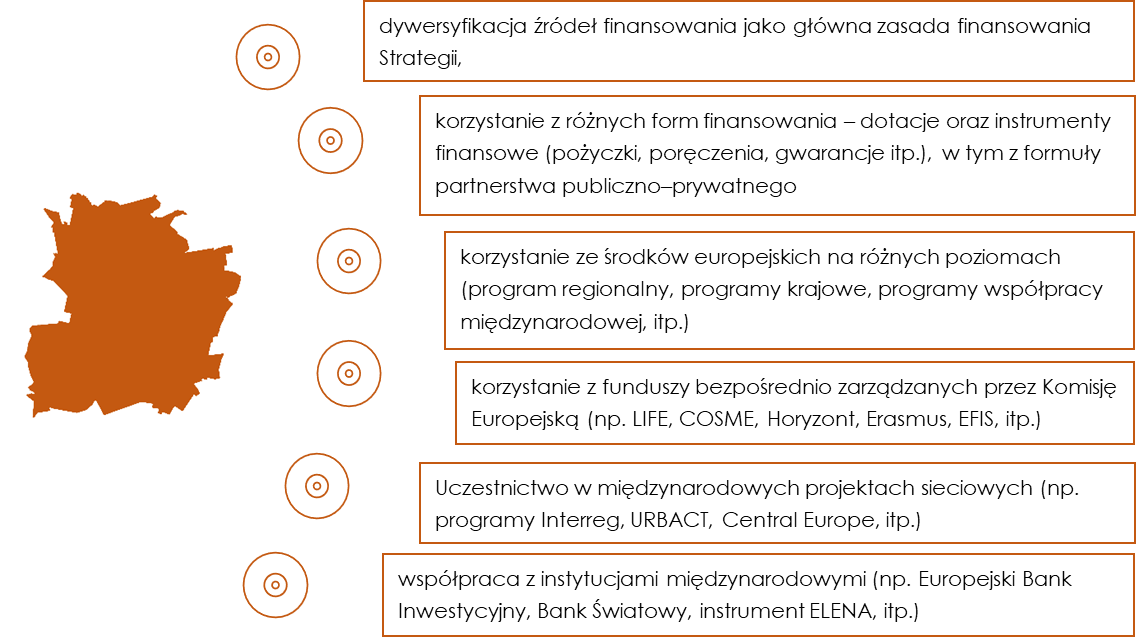 dywersyfikacja źródeł finansowania jako główna zasada finansowania
Strategii,
korzystanie z różnych form finansowania – dotacje oraz instrumenty
finansowe (pożyczki, poręczenia, gwarancje itp.), w tym z formuły
partnerstwa publiczno–prywatnego
korzystanie ze środków europejskich na różnych poziomach
(program regionalny, programy krajowe, programy współpracy
międzynarodowej, itp.)
korzystanie z funduszy bezpośrednio zarządzanych przez Komisję
Europejską (np. LIFE, COSME, Horyzont, Erasmus, EFIS, itp.)
Uczestnictwo w międzynarodowych projektach sieciowych (np.
programy Interreg, URBACT, Central Europe, itp.)
współpraca z instytucjami międzynarodowymi (np. Europejski Bank
Inwestycyjny, Bank Światowy, instrument ELENA, itp.)